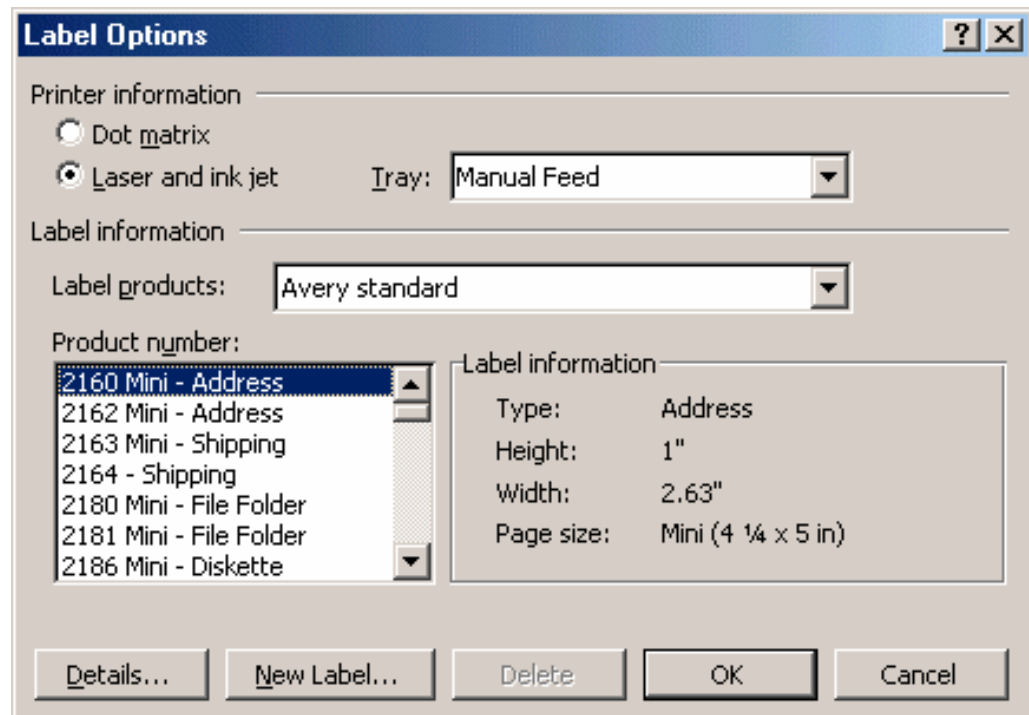 Label Options
Printer information
Dot matrix
Laser and ink jet Tray: Manual Feed
Label information
Label products: Avery standard
Product number:
2160 Mini - Address
2162 Mini - Address
2163 Mini - Shipping
2164 - Shipping
2180 Mini - File Folder
2181 Mini - File Folder
2186 Mini - Diskette
Label information
Type: Address
Height: 1"
Width: 2.63"
Page size: Mini (4 ¼ x 5 in)
Details... New Label... Delete OK Cancel